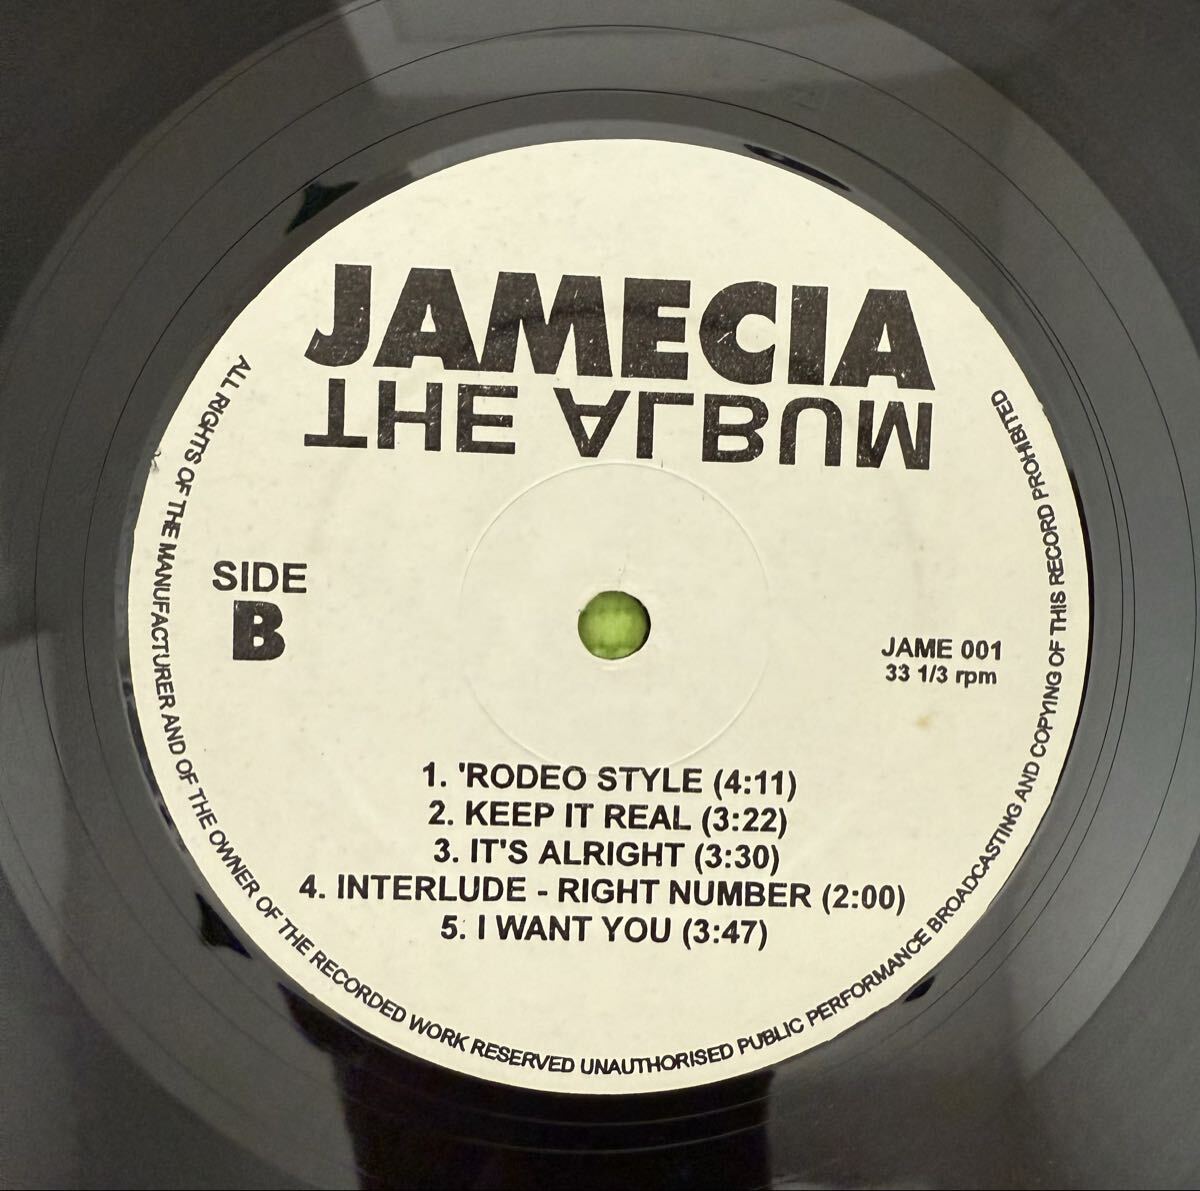 JAMECIA
THE ALBUM
SIDE
B
JAME 001
33 1/3 rpm
1. 'RODEO STYLE (4:11)
2. KEEP IT REAL (3:22)
3. IT'S ALRIGHT (3:30)
4. INTERLUDE - RIGHT NUMBER (2:00)
5. I WANT YOU (3:47)
ALL RIGHTS OF THE MANUFACTURER AND OF THE OWNER OF THE RECORDED WORK RESERVED UNAUTHORISED PUBLIC PERFORMANCE BROADCASTING AND COPYING OF THIS RECORD PROHIBITED